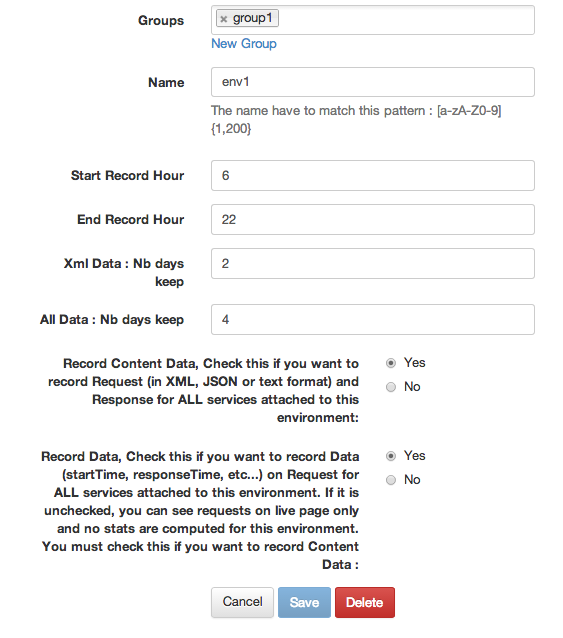 Groups
× group1
New Group
Name
env1
The name have to match this pattern : [a-zA-Z0-9]
{1,200}
Start Record Hour
6
End Record Hour
22
Xml Data : Nb days
keep
2
All Data : Nb days keep
4
Record Content Data, Check this if you want to
record Request (in XML, JSON or text format) and
Response for ALL services attached to this
environment:
Yes
No
Record Data, Check this if you want to record Data
(startTime, responseTime, etc...) on Request for
ALL services attached to this environment. If it is
unchecked, you can see requests on live page only
and no stats are computed for this environment.
You must check this if you want to record Content
Data :
Yes
No
Cancel
Save
Delete